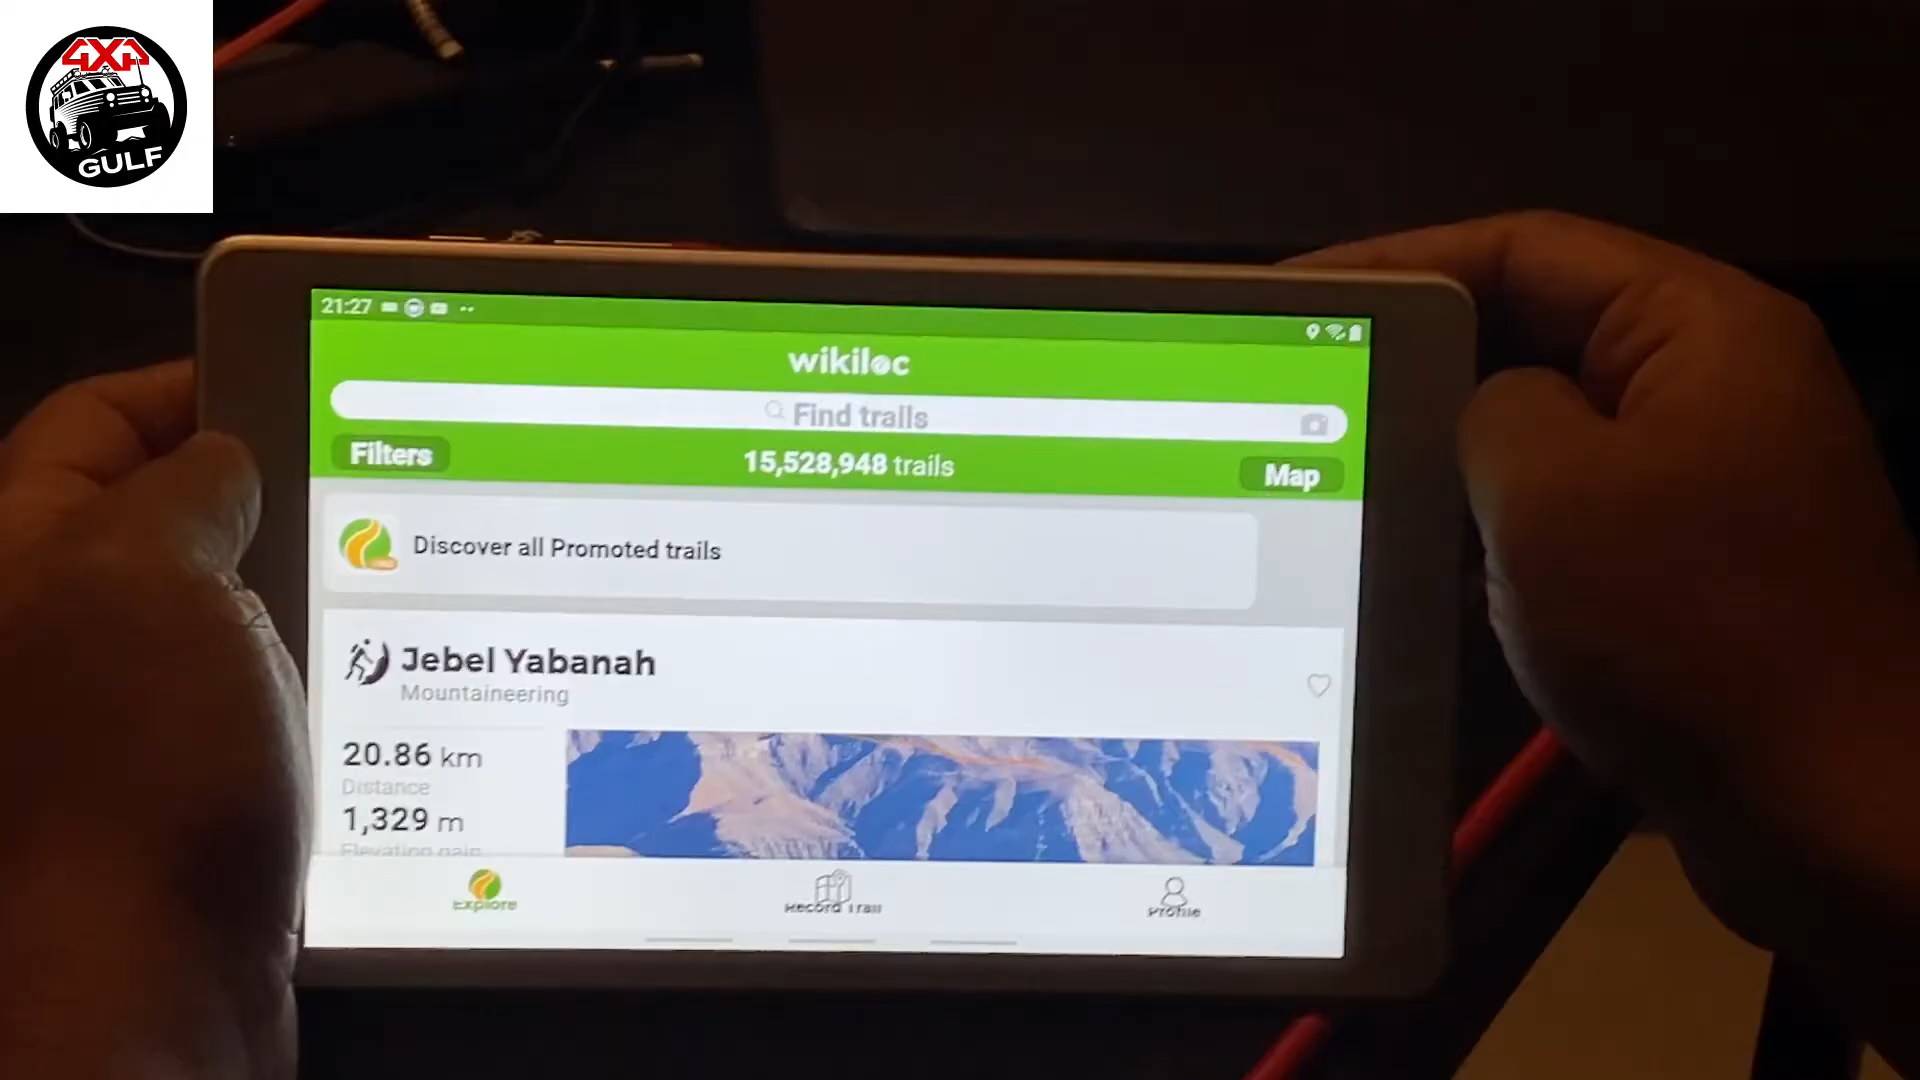 4X4
GULF
21:27
wikiloc
Find trails
Filters
15,528,948 trails
Map
Discover all Promoted trails
Jebel Yabanah
Mountaineering
20.86 km
Distance
1,329 m
Elevation gain
Explore
Record Trail
Profile